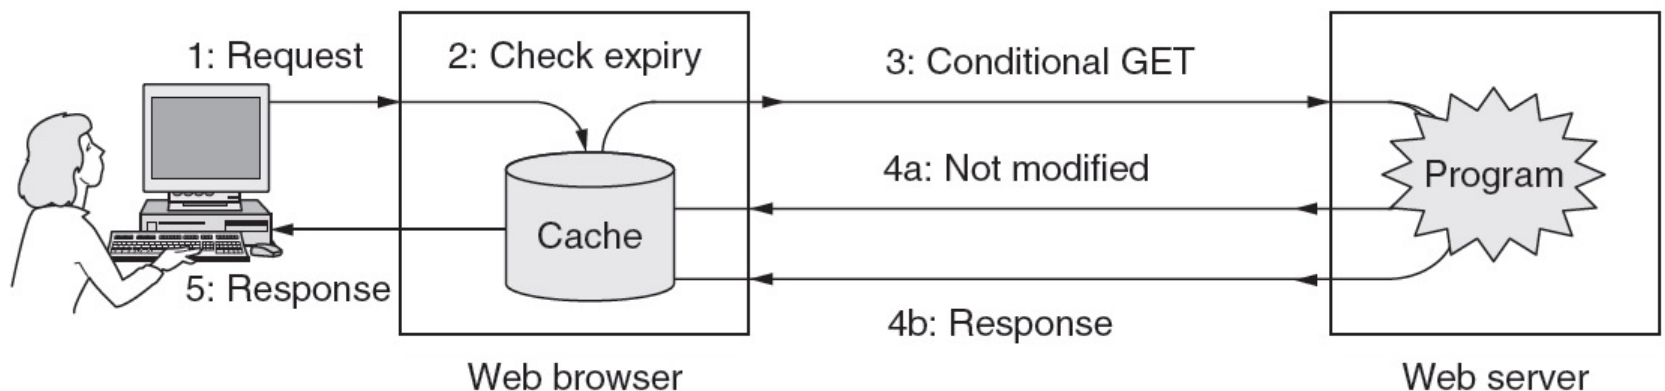 1: Request
2: Check expiry
3: Conditional GET
4a: Not modified
Program
Cache
5: Response
4b: Response
Web browser
Web server